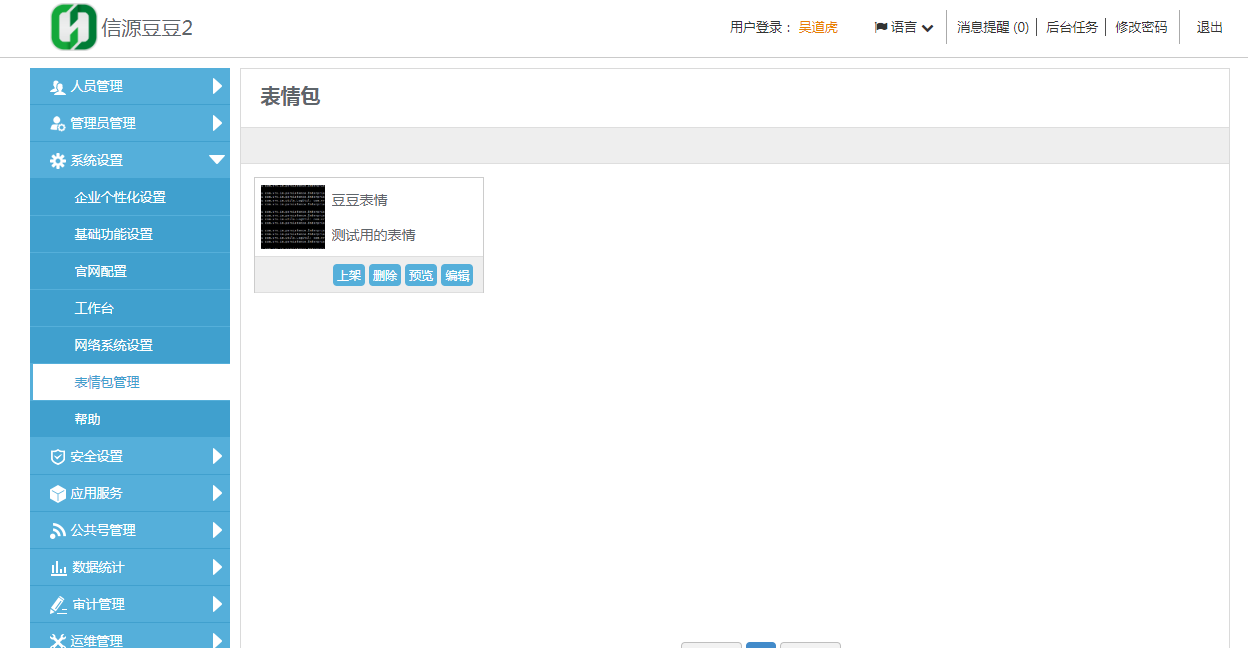 信源豆豆2
用户登录： 吴道虎 语言 消息提醒 (0) 后台任务 修改密码 退出
人员管理
管理员管理
系统设置
企业个性化设置
基础功能设置
官网配置
工作台
网络系统设置
表情包管理
帮助
安全设置
应用服务
公共号管理
数据统计
审计管理
运维管理
表情包
豆豆表情
测试用的表情
上架 删除 预览 编辑